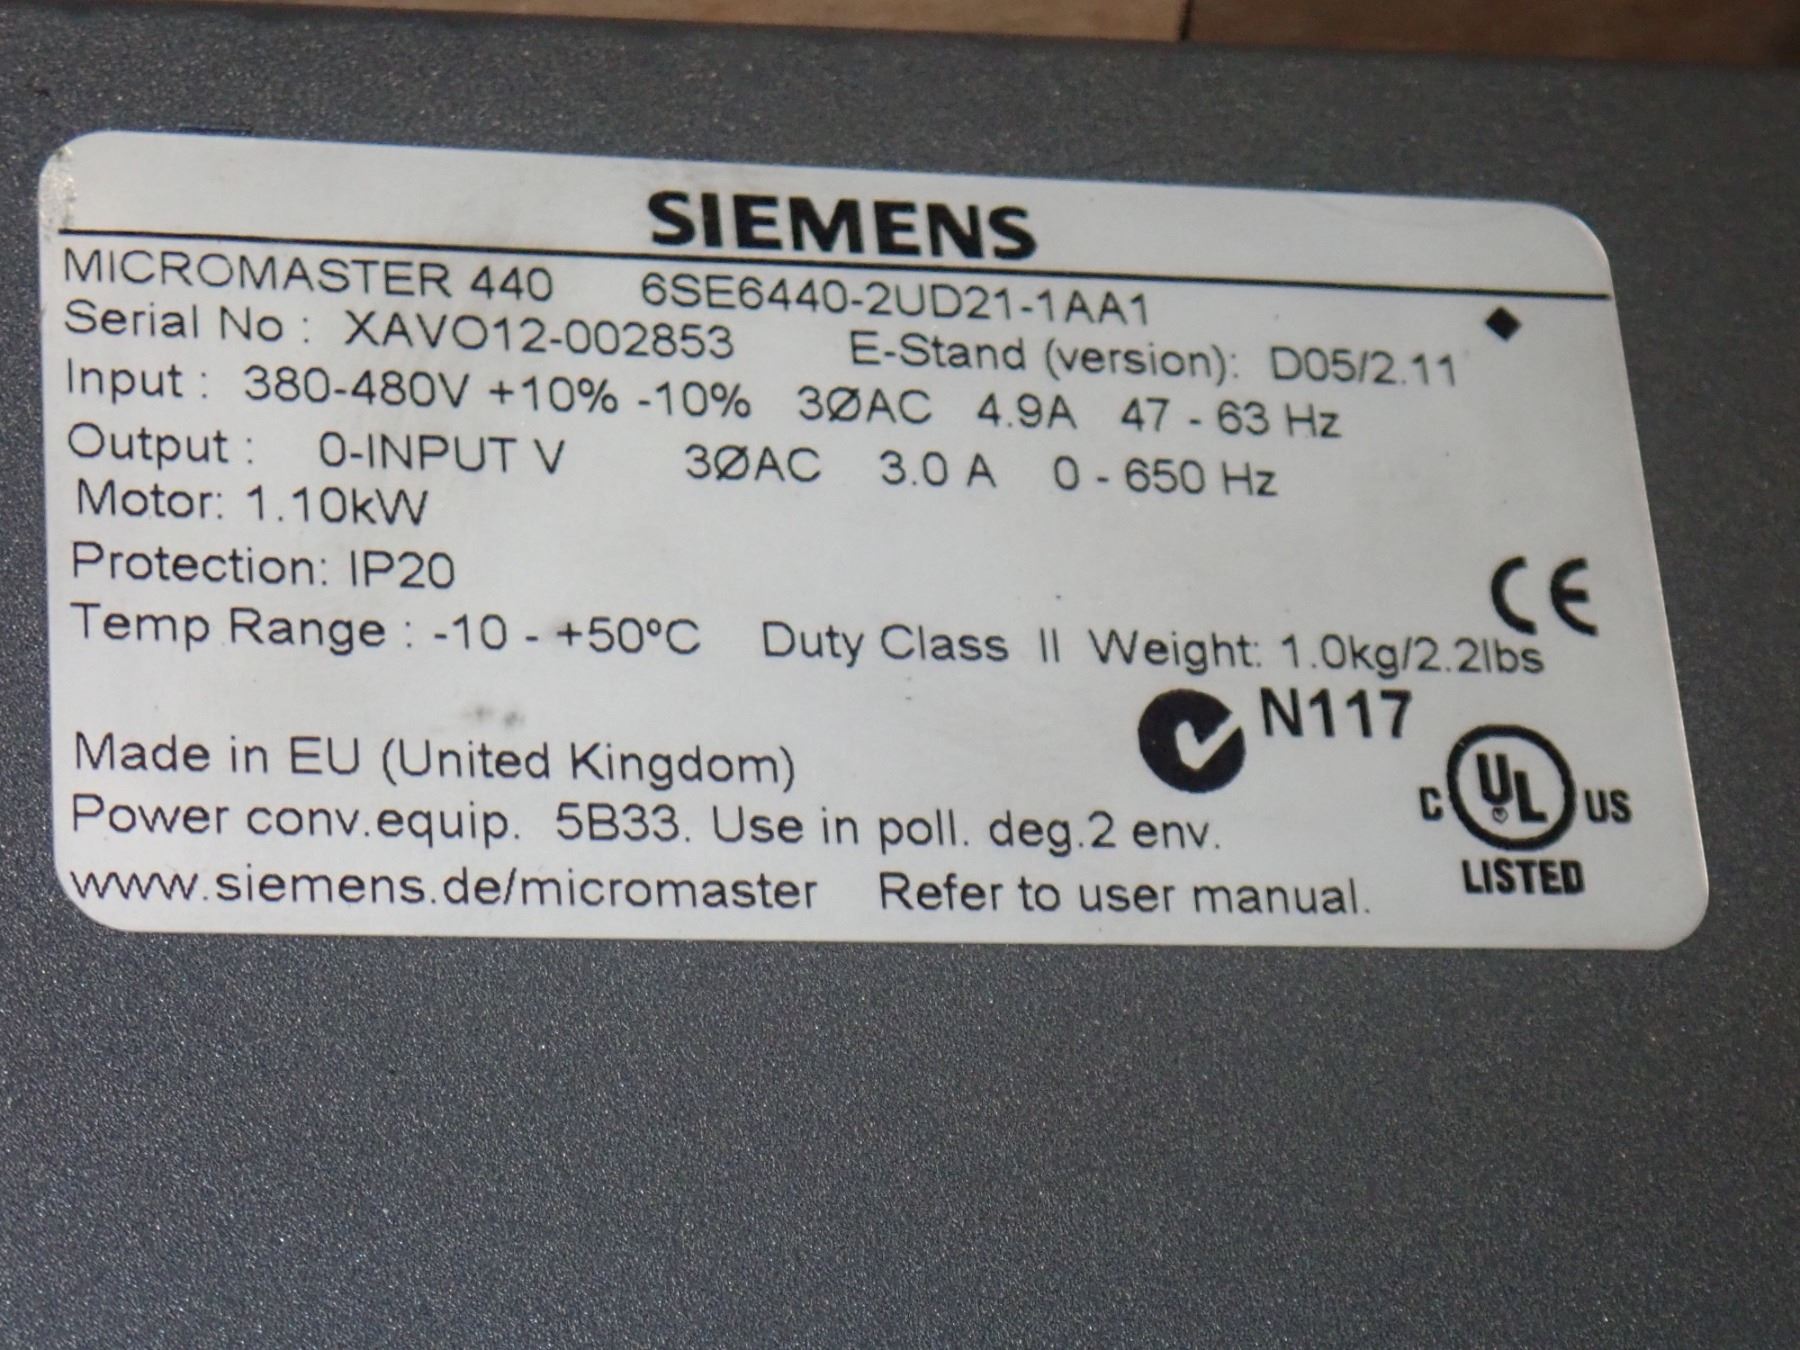 SIEMENS
MICROMASTER 440 6SE6440-2UD21-1AA1
Serial No : XAVO12-002853 E-Stand (version): D05/2.11
Input : 380-480V +10% -10% 3ØAC 4.9A 47 - 63 Hz
Output : 0-INPUT V 3ØAC 3.0 A 0 - 650 Hz
Motor: 1.10kW
Protection: IP20
CE
Temp Range : -10 - +50ºC Duty Class II Weight: 1.0kg/2.2lbs
N117
Made in EU (United Kingdom)
C UL US
Power conv.equip. 5B33. Use in poll. deg.2 env.
LISTED
www.siemens.de/micromaster Refer to user manual.